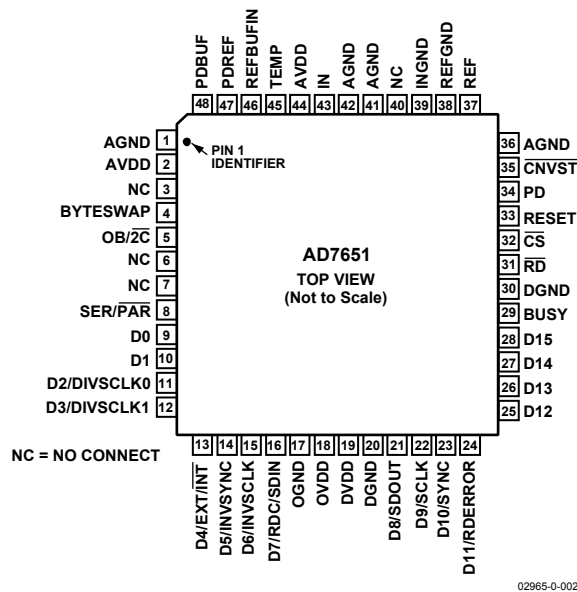 PDBUF
PDREF
REFBUFIN
TEMP
AVDD
IN
AGND
AGND
NC
INGND
REFGND
REF
48 47 46 45 44 43 42 41 40 39 38 37
AGND 1
AVDD 2
NC 3
BYTESWAP 4
OB/2C̅ 5
NC 6
NC 7
SER/P̅A̅R̅ 8
D0 9
D1 10
D2/DIVSCLK0 11
D3/DIVSCLK1 12
PIN 1
IDENTIFIER
AD7651
TOP VIEW
(Not to Scale)
36 AGND
35 C̅N̅V̅S̅T̅
34 PD
33 RESET
32 C̅S̅
31 R̅D̅
30 DGND
29 BUSY
28 D15
27 D14
26 D13
25 D12
13 14 15 16 17 18 19 20 21 22 23 24
D4/EXT/I̅N̅T̅
D5/INVSYNC
D6/INVSCLK
D7/RDC/SDIN
OGND
OVDD
DVDD
DGND
D8/SDOUT
D9/SCLK
D10/SYNC
D11/RDERROR
NC = NO CONNECT
02965-0-002